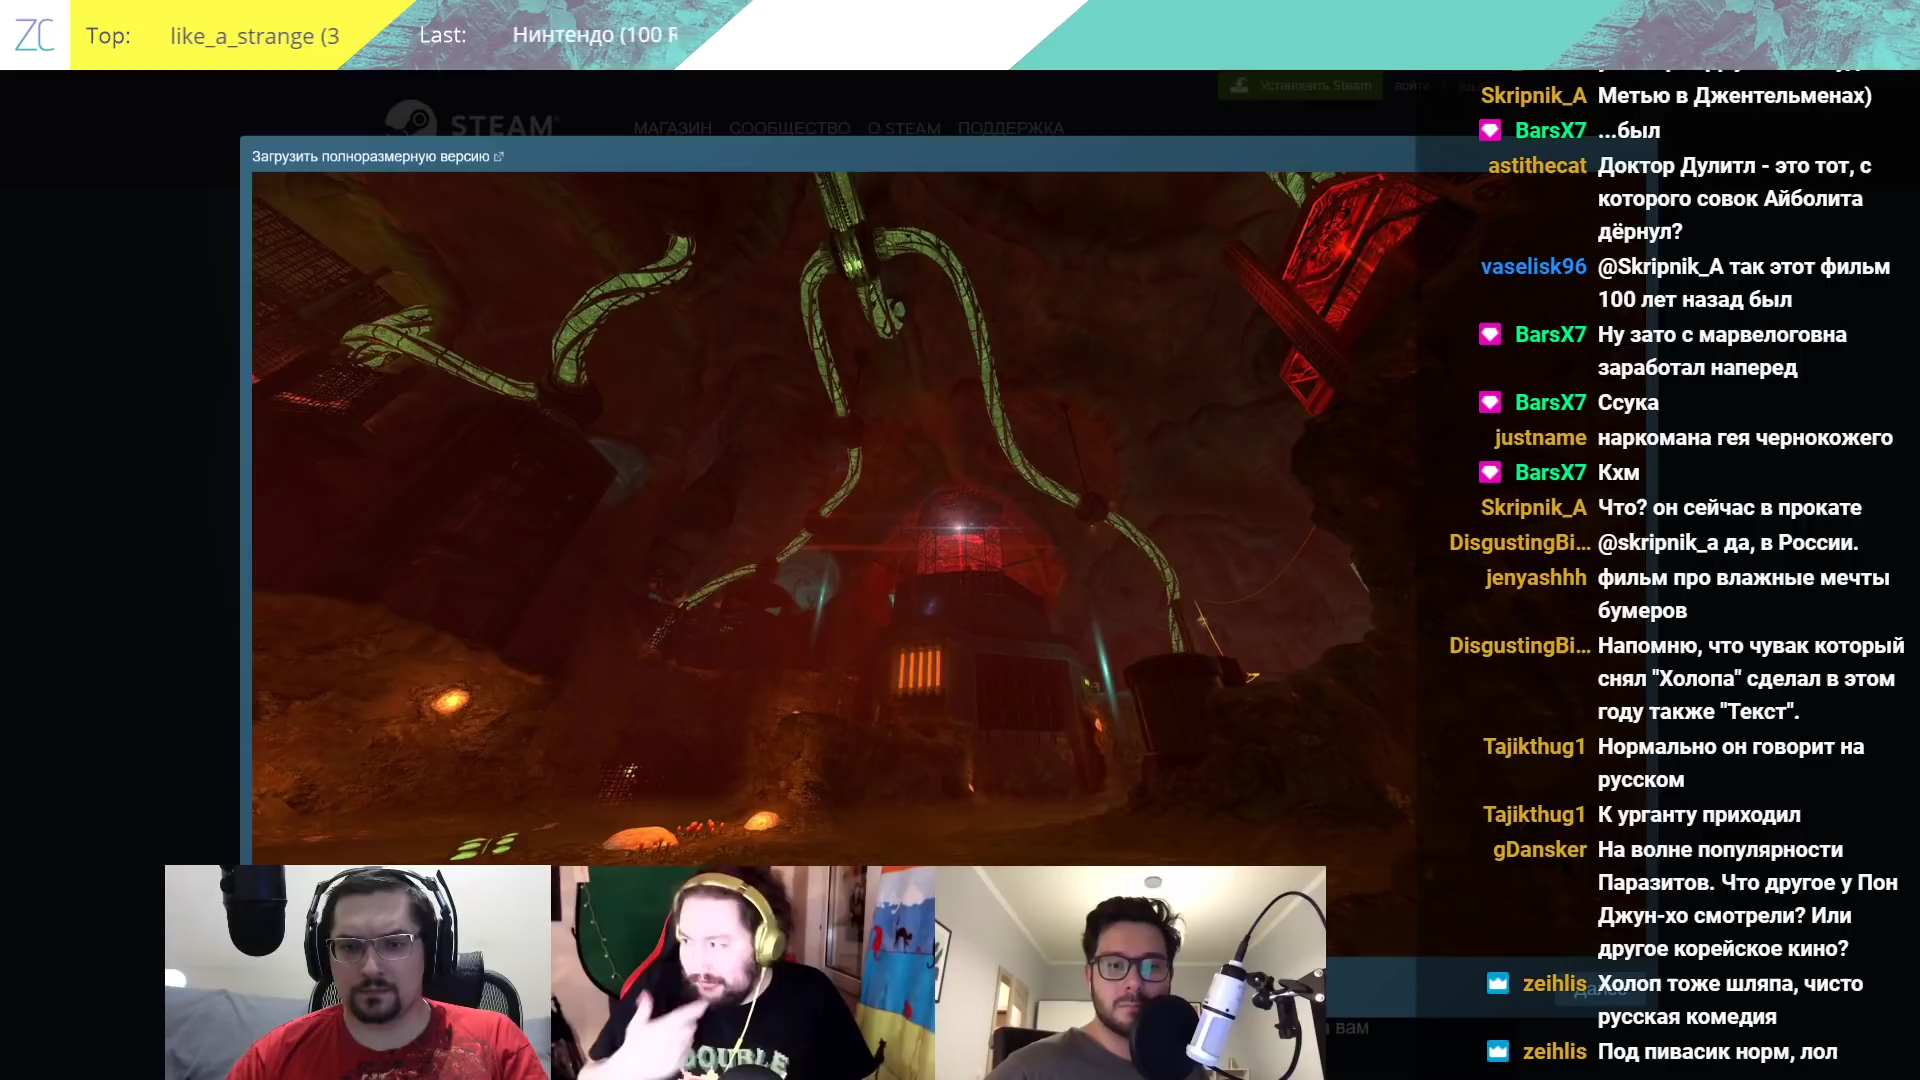 ZC Top: like_a_strange (3 Last: Нинтендо (100 R
Установить Steam войти
STEAM МАГАЗИН СООБЩЕСТВО О STEAM ПОДДЕРЖКА
Загрузить полноразмерную версию
Skripnik_A Метью в Джентельменах)
BarsX7 ...был
astithecat Доктор Дулитл - это тот, с
которого совок Айболита
дёрнул?
vaselisk96 @Skripnik_A так этот фильм
100 лет назад был
BarsX7 Ну зато с марвелоговна
заработал наперед
BarsX7 Ссука
justname наркомана гея чернокожего
BarsX7 Кхм
Skripnik_A Что? он сейчас в прокате
DisgustingBi... @skripnik_a да, в России.
jenyashhh фильм про влажные мечты
бумеров
DisgustingBi... Напомню, что чувак который
снял "Холопа" сделал в этом
году также "Текст".
Tajikthug1 Нормально он говорит на
русском
Tajikthug1 К урганту приходил
gDansker На волне популярности
Паразитов. Что другое у Пон
Джун-хо смотрели? Или
другое корейское кино?
zeihlis Холоп тоже шляпа, чисто
русская комедия
zeihlis Под пивасик норм, лол
Далее
вам
DOUBLE